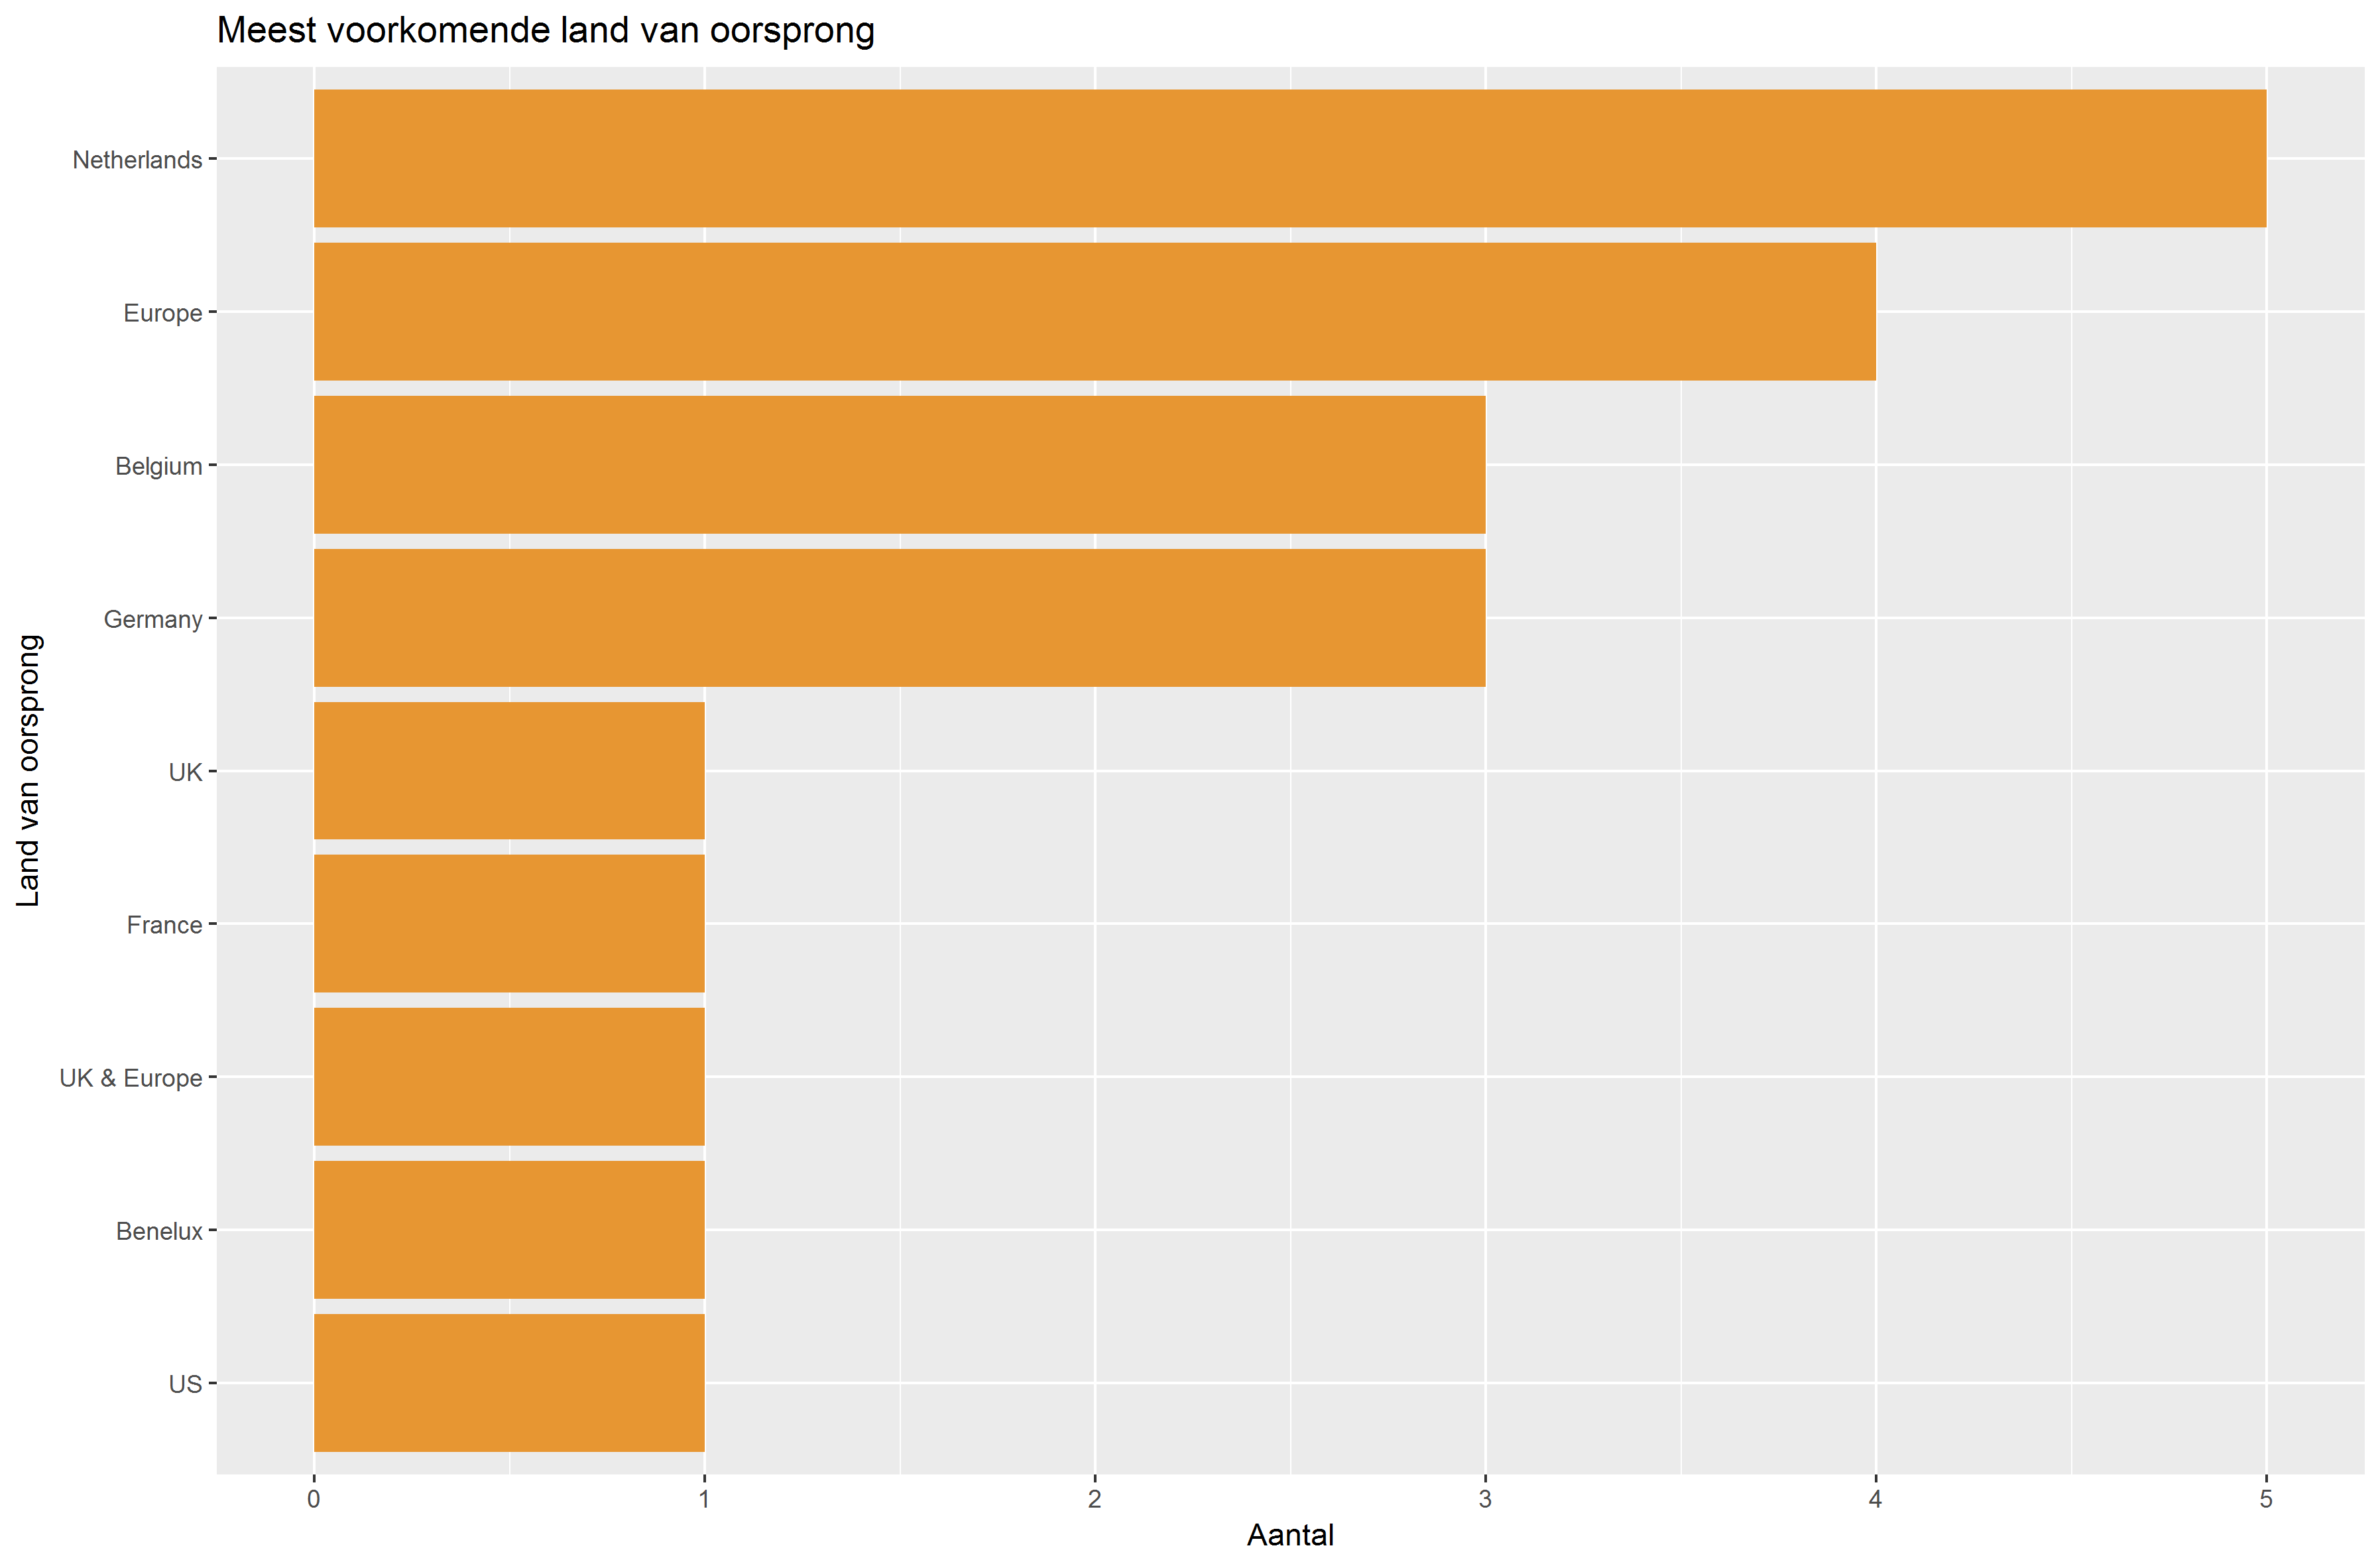 Meest voorkomende land van oorsprong
Land van oorsprong
Netherlands
Europe
Belgium
Germany
UK
France
UK & Europe
Benelux
US
0 1 2 3 4 5
Aantal